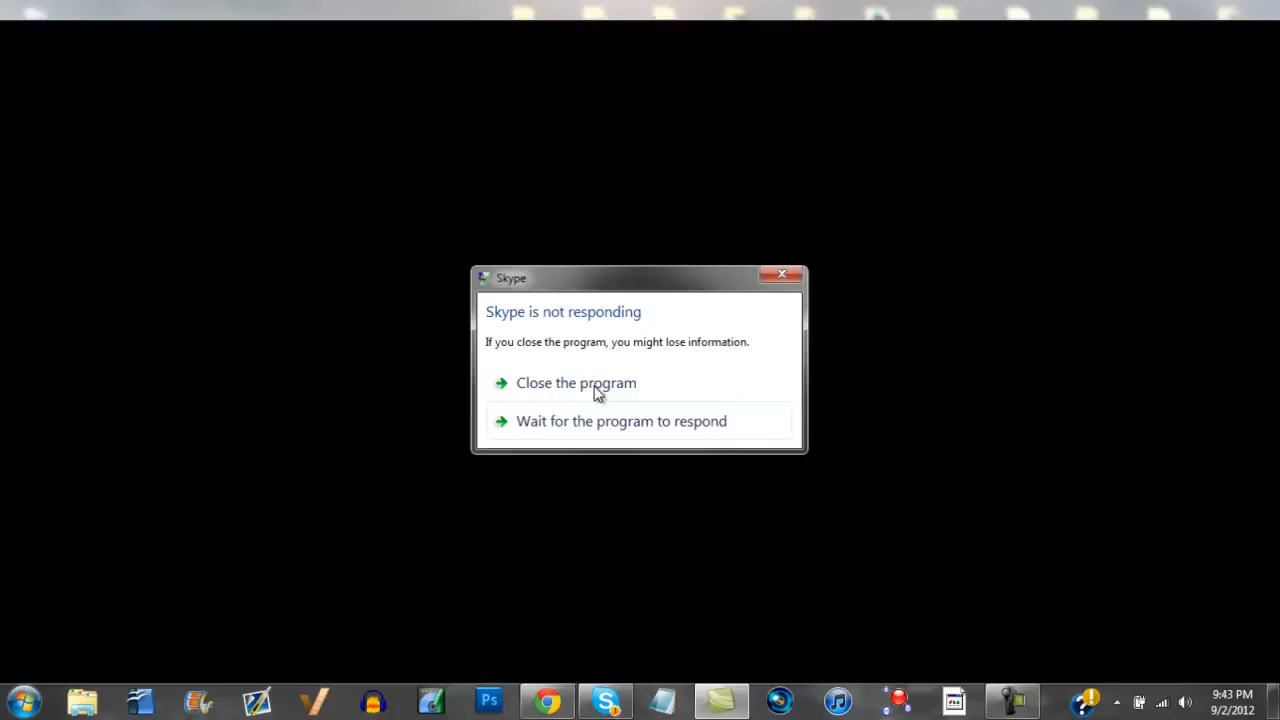 Skype
Skype is not responding
If you close the program, you might lose information.
Close the program
Wait for the program to respond
Ps
9:43 PM
9/2/2012